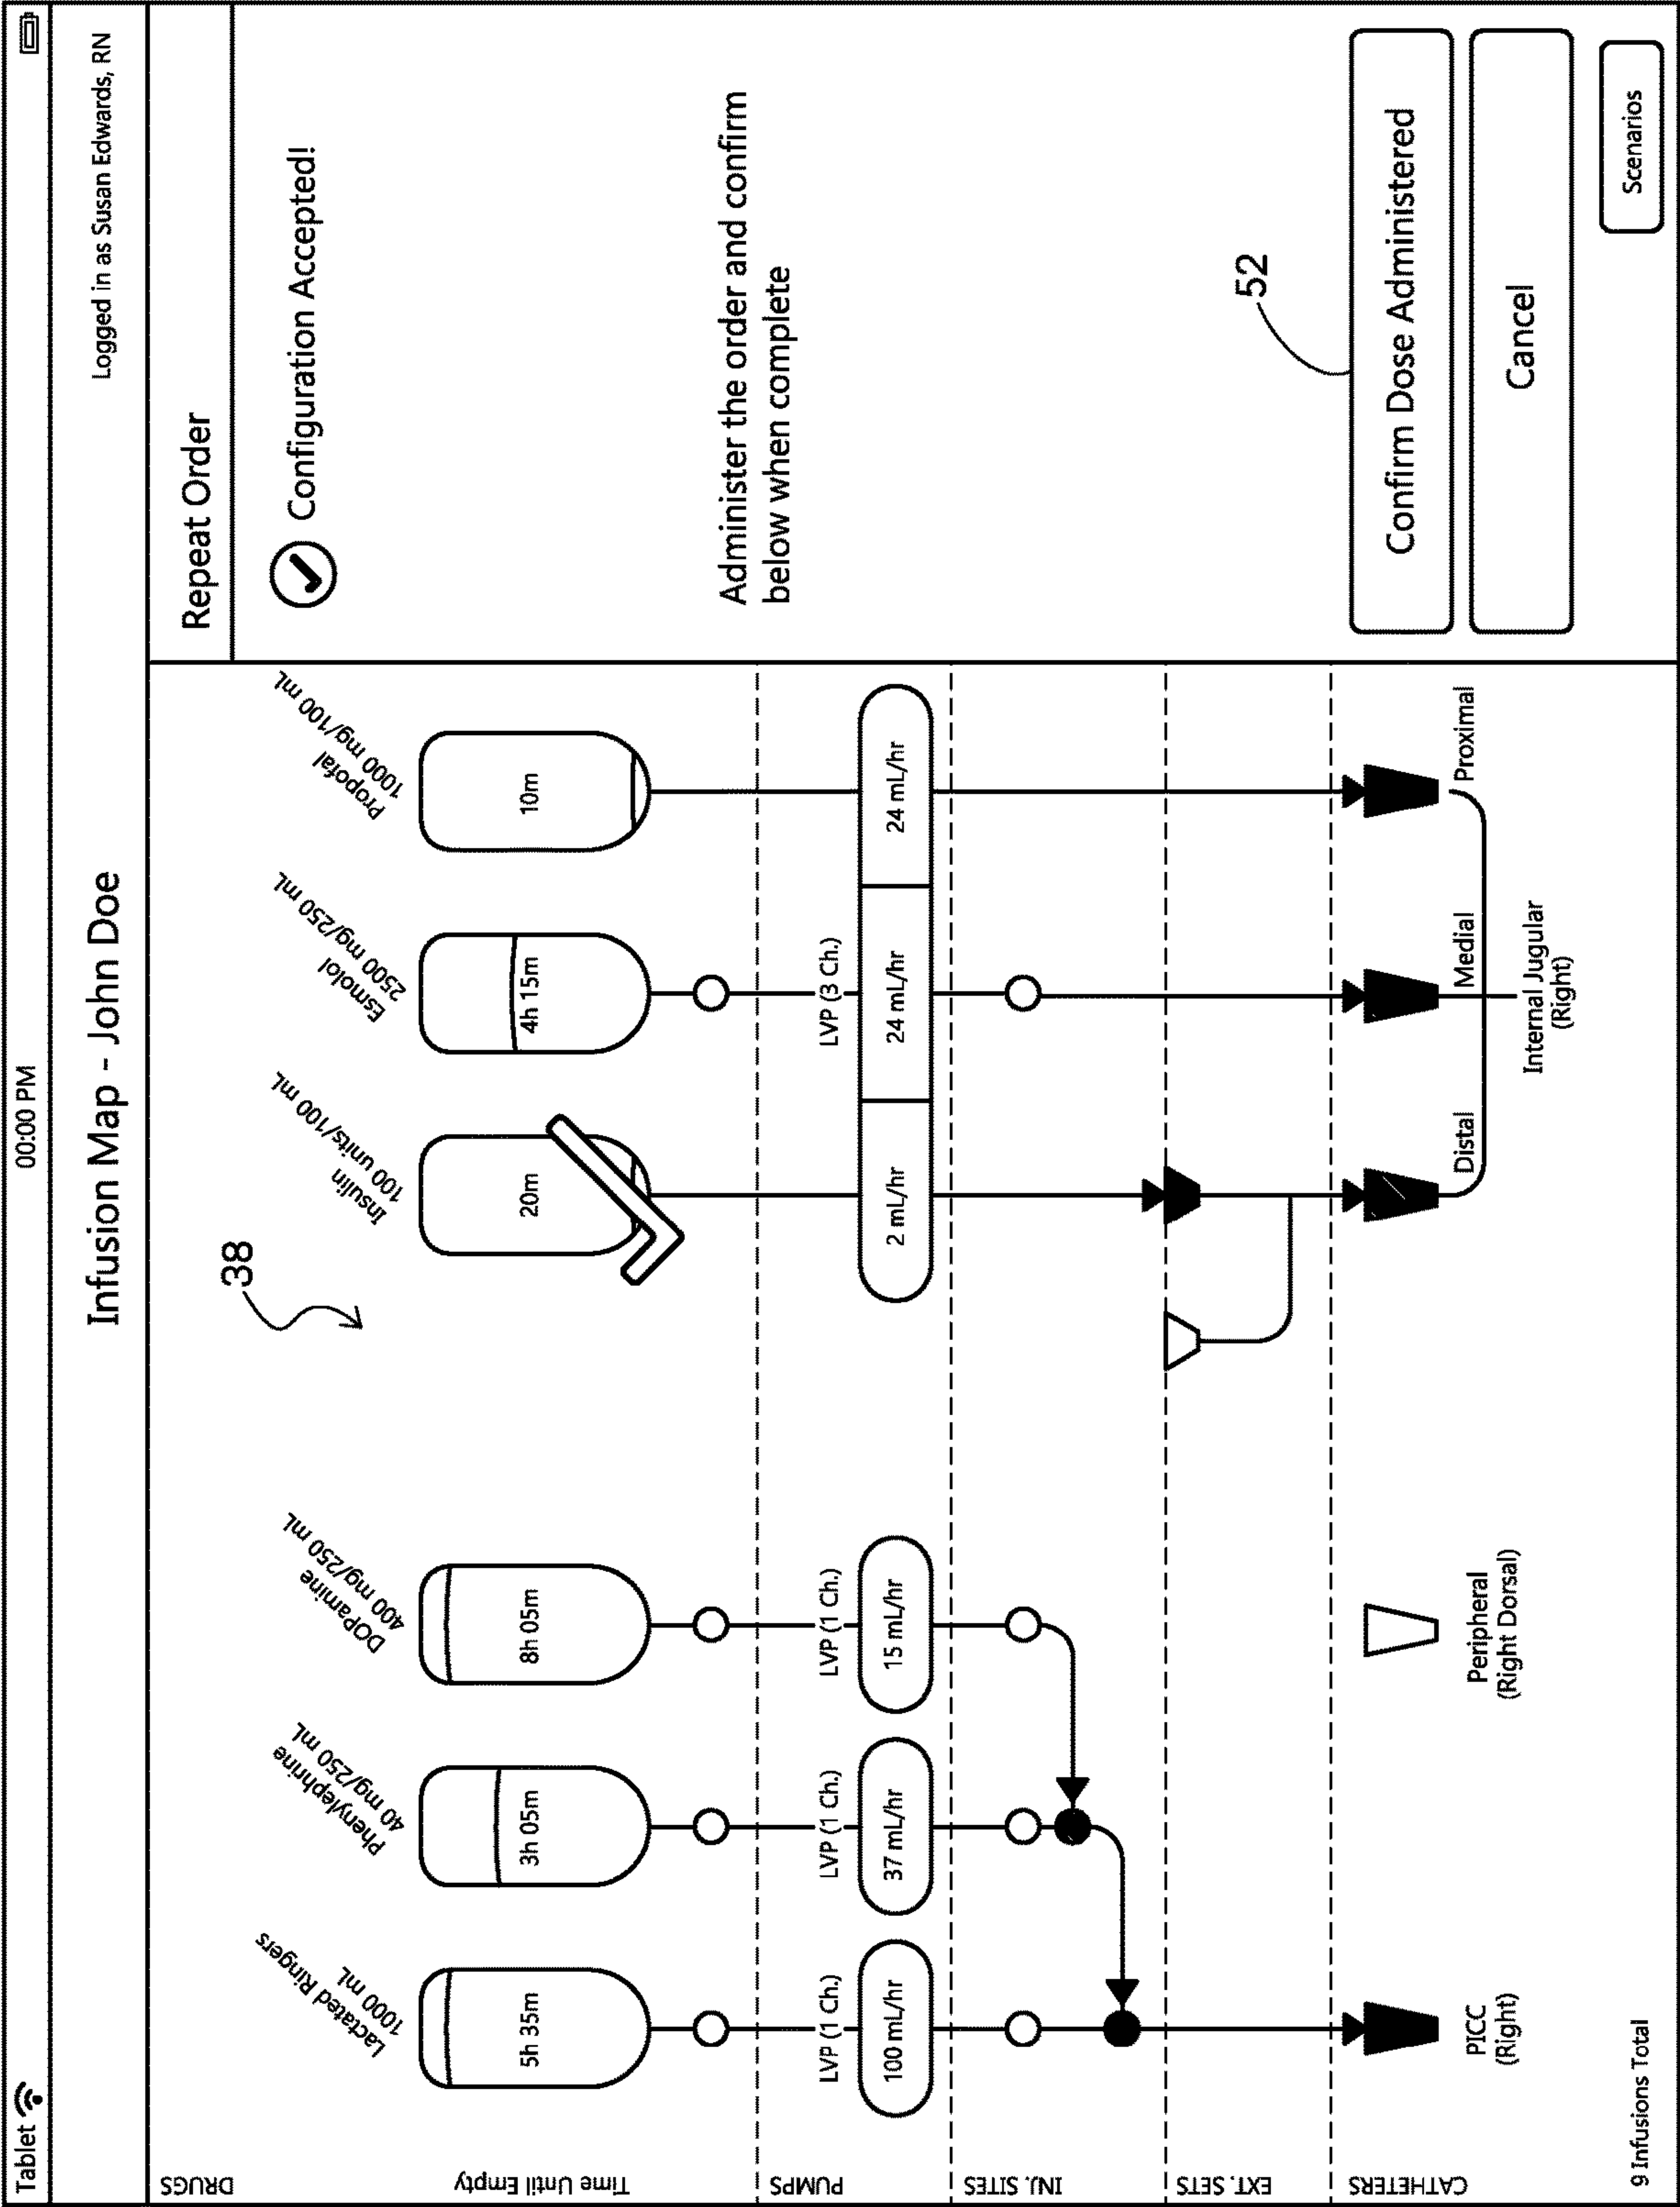 Tablet
00:00 PM
Infusion Map - John Doe
Logged in as Susan Edwards, RN
DRUGS
Lactated Ringers
1000 mL
Phenylephrine
40 mg/250 mL
DOPamine
400 mg/250 mL
38
Insulin
100 units/100 mL
Esmolol
2500 mg/250 mL
Propofal
1000 mg/100 mL
Time Until Empty
5h 35m
3h 05m
8h 05m
20m
4h 15m
10m
PUMPS
LVP (1 Ch.)
LVP (1 Ch.)
LVP (1 Ch.)
LVP (3 Ch.)
100 mL/hr
37 mL/hr
15 mL/hr
2 mL/hr
24 mL/hr
24 mL/hr
INJ. SITES
EXT. SETS
CATHETERS
PICC
(Right)
Peripheral
(Right Dorsal)
Distal
Medial
Proximal
Internal Jugular
(Right)
9 Infusions Total
Repeat Order
Configuration Accepted!
Administer the order and confirm
below when complete
52
Confirm Dose Administered
Cancel
Scenarios